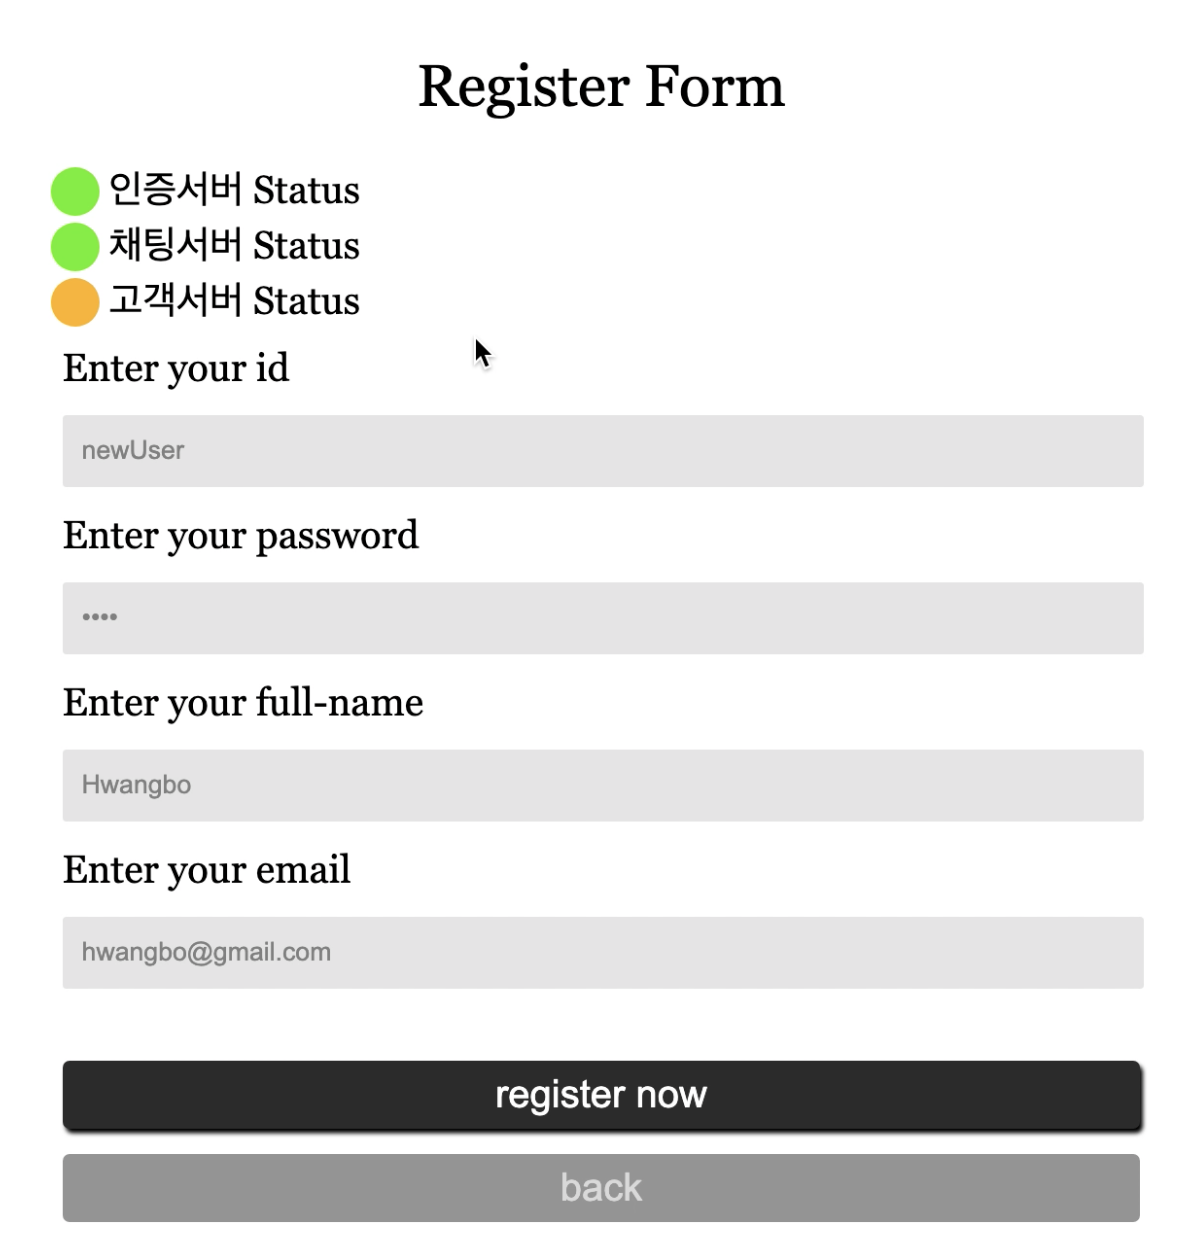 Register Form
인증서버 Status
채팅서버 Status
고객서버 Status
Enter your id
newUser
Enter your password
••••
Enter your full-name
Hwangbo
Enter your email
hwangbo@gmail.com
register now
back